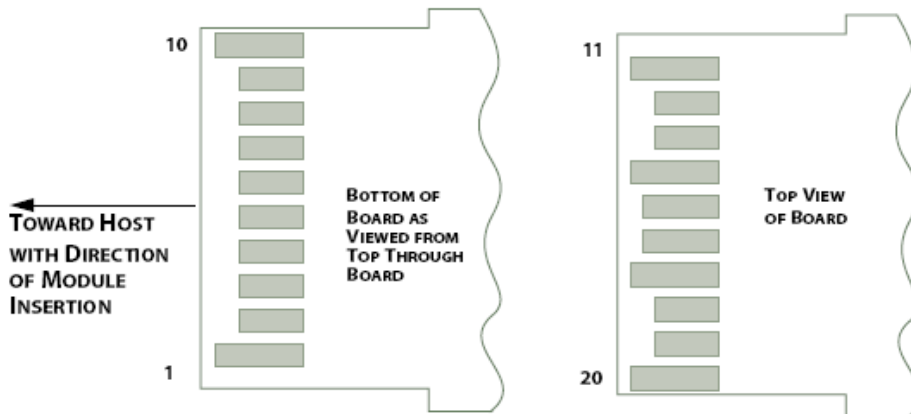 10
TOWARD HOST
WITH DIRECTION
OF MODULE
INSERTION
1
BOTTOM OF
BOARD AS
VIEWED FROM
TOP THROUGH
BOARD
11
TOP VIEW
OF BOARD
20